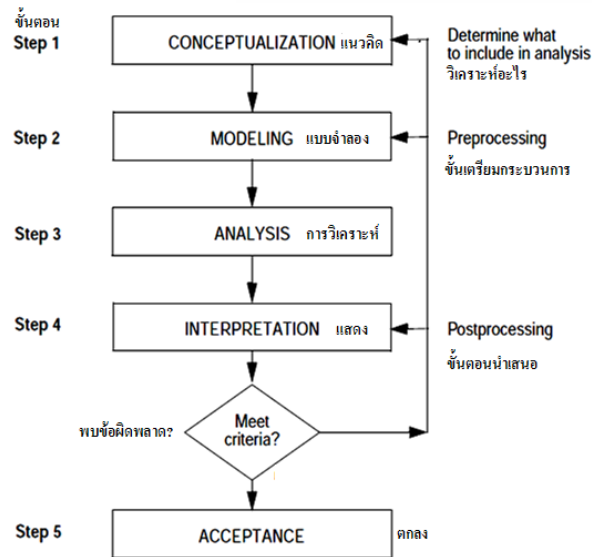 ขั้นตอน
Step 1
CONCEPTUALIZATION แนวคิด
Determine what
to include in analysis
วิเคราะห์อะไร
Step 2
MODELING แบบจำลอง
Preprocessing
ขั้นเตรียมกระบวนการ
Step 3
ANALYSIS การวิเคราะห์
Step 4
INTERPRETATION แสดง
Postprocessing
ขั้นตอนนำเสนอ
พบข้อผิดพลาด?
Meet
criteria?
Step 5
ACCEPTANCE
ตกลง